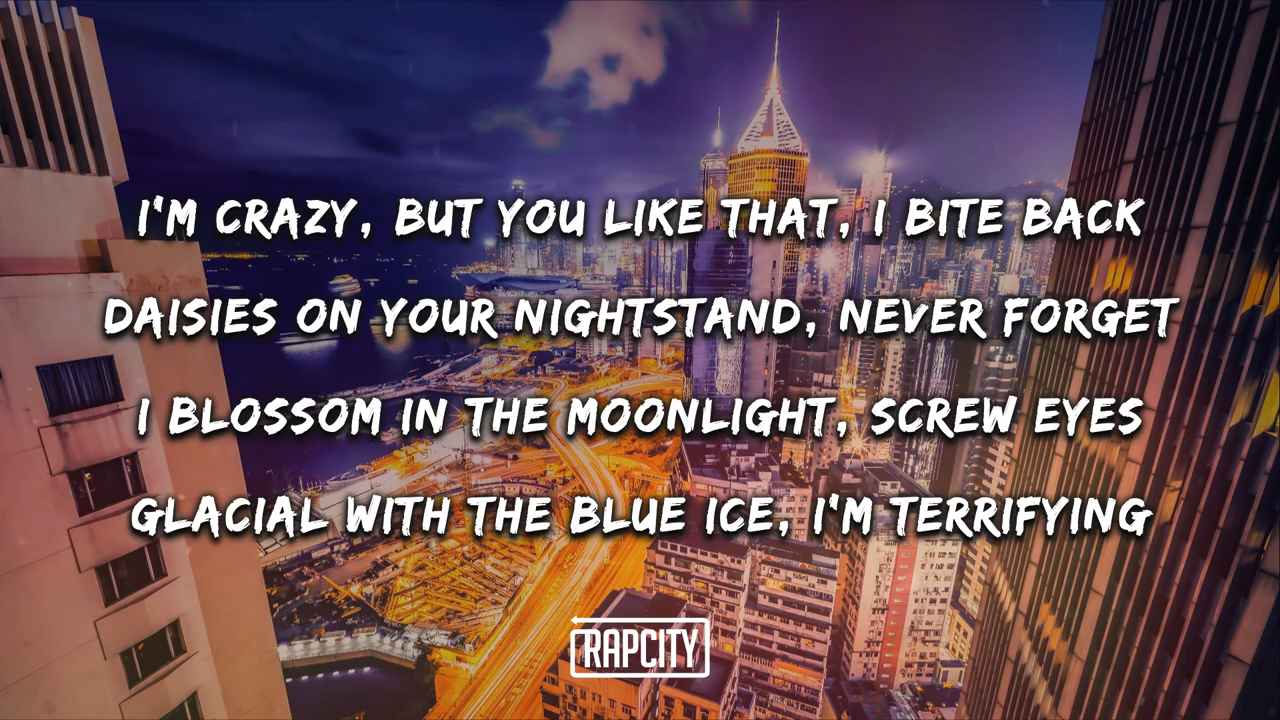 I'M CRAZY, BUT YOU LIKE THAT, I BITE BACK
DAISIES ON YOUR NIGHTSTAND, NEVER FORGET
I BLOSSOM IN THE MOONLIGHT, SCREW EYES
GLACIAL WITH THE BLUE ICE, I'M TERRIFYING
RAPCITY